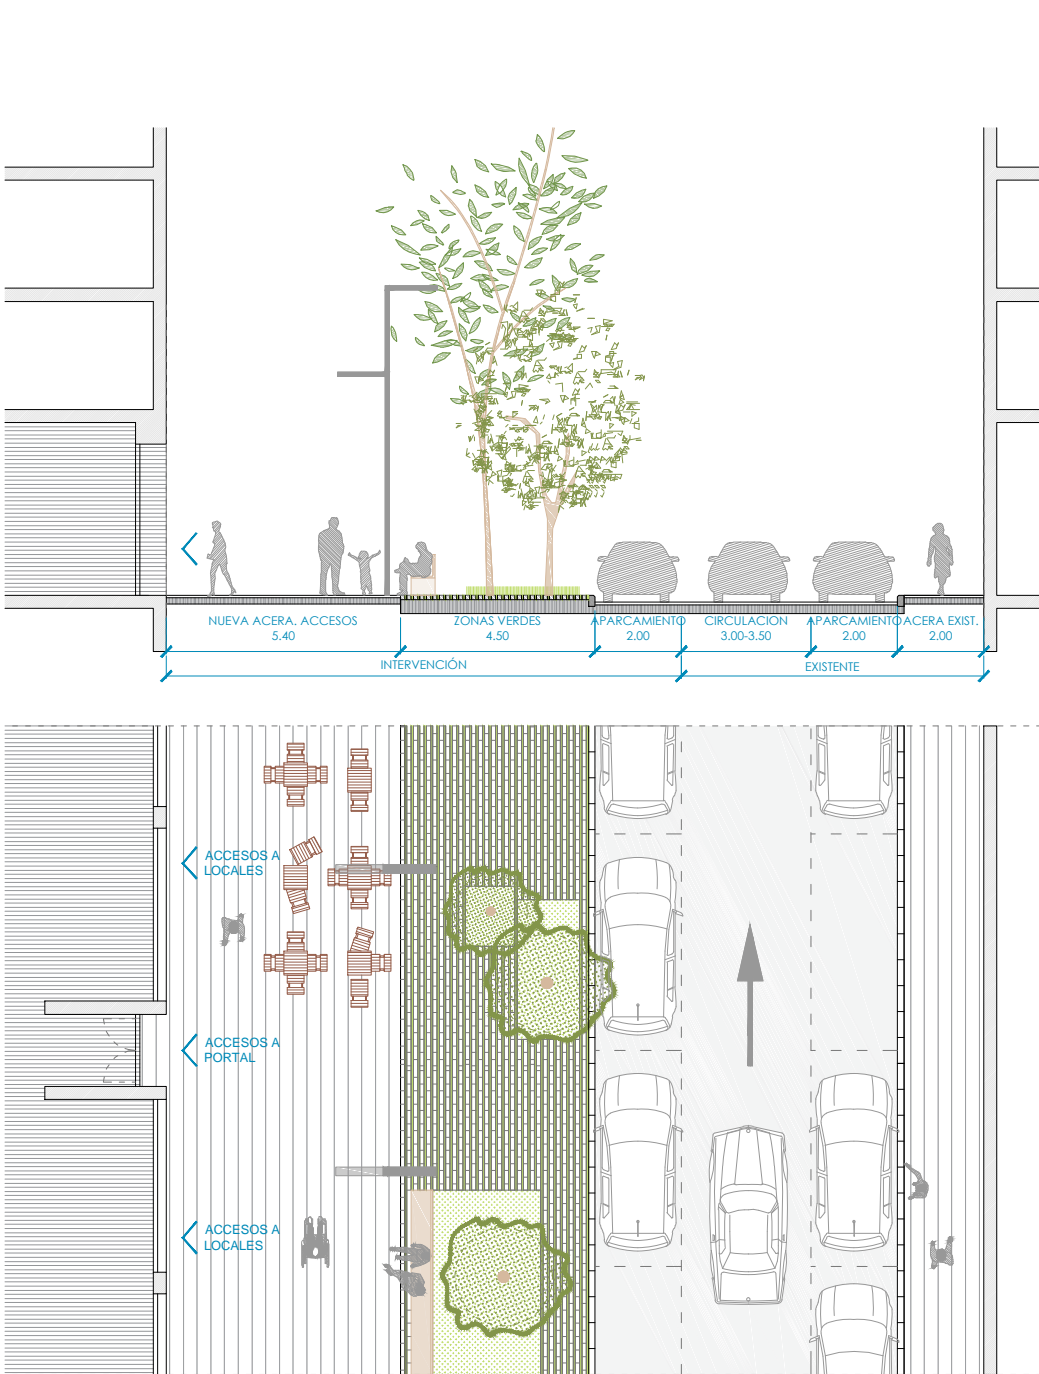 NUEVA ACERA. ACCESOS
5.40
ZONAS VERDES
4.50
APARCAMIENTO
2.00
CIRCULACION
3.00-3.50
APARCAMIENTO
2.00
ACERA EXIST.
2.00
INTERVENCIÓN
EXISTENTE
ACCESOS A
LOCALES
ACCESOS A
PORTAL
ACCESOS A
LOCALES